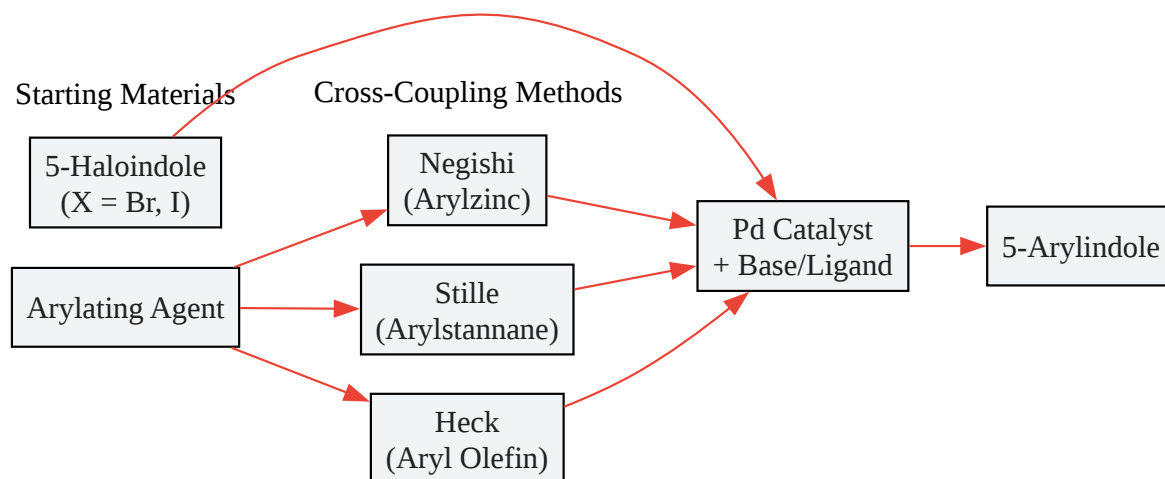 Starting Materials
Cross-Coupling Methods
5-Haloindole
(X = Br, I)
Negishi
(Arylzinc)
Pd Catalyst
+ Base/Ligand
5-Arylindole
Arylating Agent
Stille
(Arylstannane)
Heck
(Aryl Olefin)